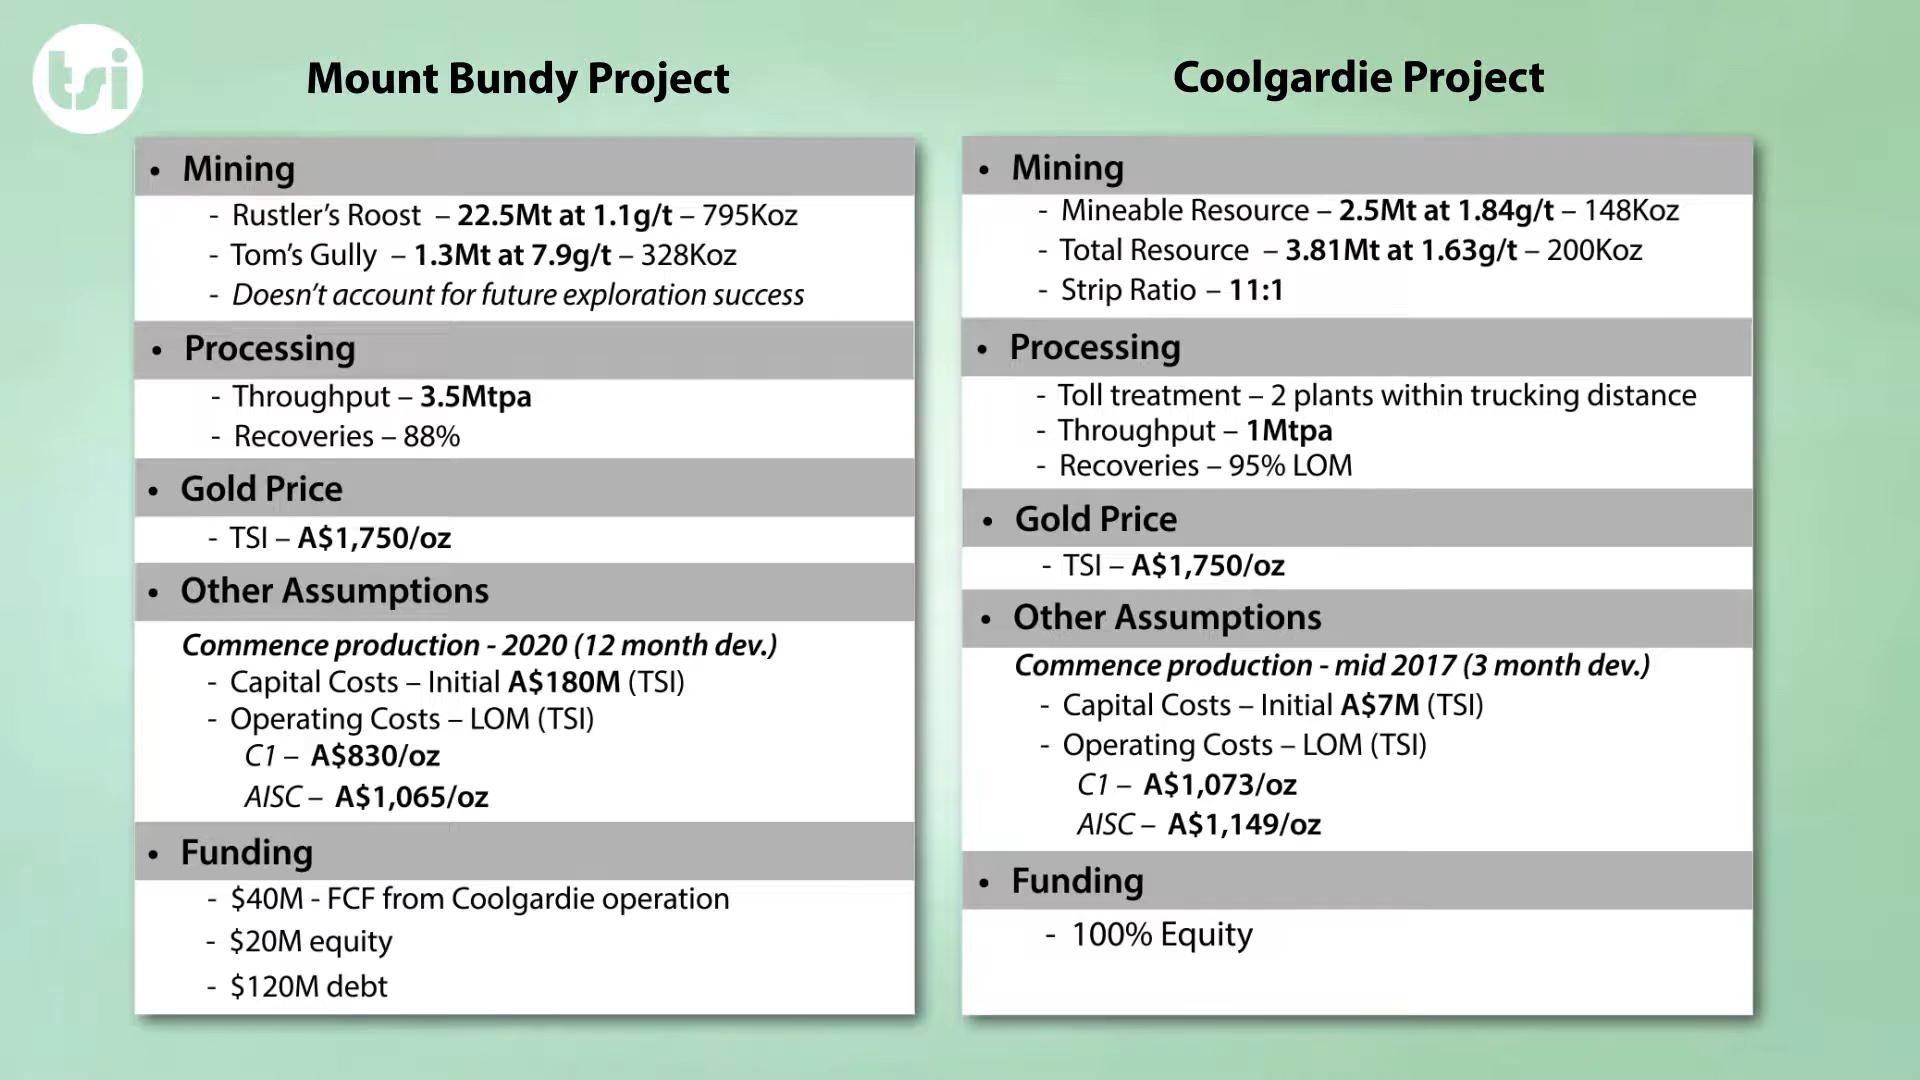 tsi
Mount Bundy Project
• Mining
- Rustler's Roost – 22.5Mt at 1.1g/t – 795Koz
- Tom's Gully – 1.3Mt at 7.9g/t – 328Koz
- Doesn't account for future exploration success
• Processing
- Throughput – 3.5Mtpa
- Recoveries – 88%
• Gold Price
- TSI – A$1,750/oz
• Other Assumptions
Commence production - 2020 (12 month dev.)
- Capital Costs – Initial A$180M (TSI)
- Operating Costs – LOM (TSI)
C1 – A$830/oz
AISC – A$1,065/oz
• Funding
- $40M - FCF from Coolgardie operation
- $20M equity
- $120M debt
Coolgardie Project
• Mining
- Mineable Resource – 2.5Mt at 1.84g/t – 148Koz
- Total Resource – 3.81Mt at 1.63g/t – 200Koz
- Strip Ratio – 11:1
• Processing
- Toll treatment – 2 plants within trucking distance
- Throughput – 1Mtpa
- Recoveries – 95% LOM
• Gold Price
- TSI – A$1,750/oz
• Other Assumptions
Commence production - mid 2017 (3 month dev.)
- Capital Costs – Initial A$7M (TSI)
- Operating Costs – LOM (TSI)
C1 – A$1,073/oz
AISC – A$1,149/oz
• Funding
- 100% Equity